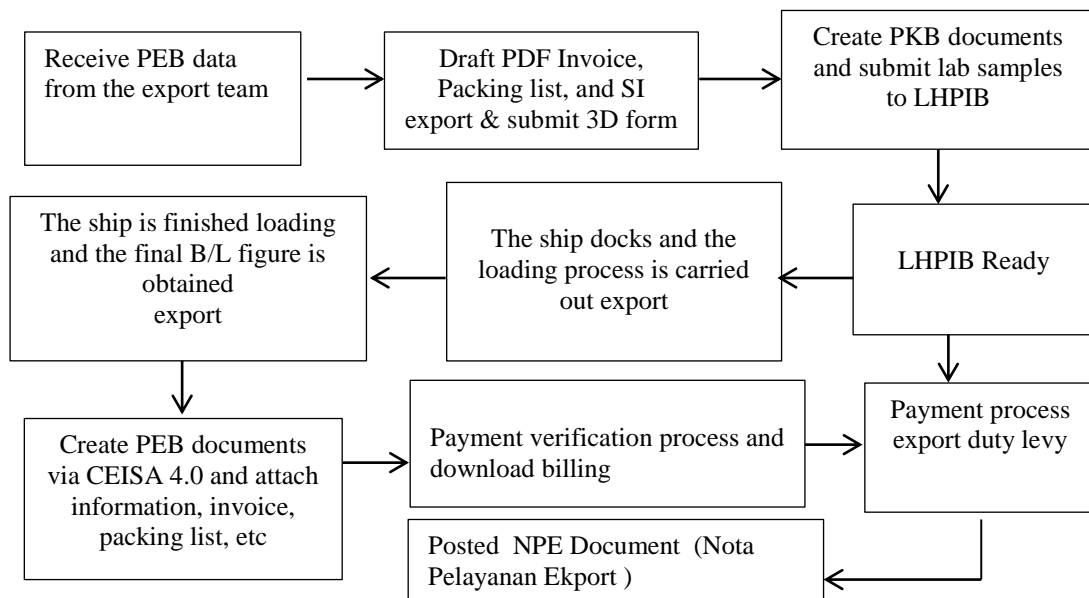 Receive PEB data
from the export team
Draft PDF Invoice,
Packing list, and SI
export & submit 3D form
Create PKB documents
and submit lab samples
to LHPIB
The ship is finished loading
and the final B/L figure is
obtained
export
The ship docks and the
loading process is carried
out export
LHPIB Ready
Create PEB documents
via CEISA 4.0 and attach
information, invoice,
packing list, etc
Payment verification process and
download billing
Payment process
export duty levy
Posted NPE Document (Nota
Pelayanan Ekport )